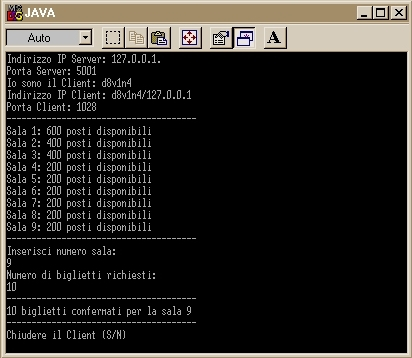 JAVA
Auto
A
Indirizzo IP Server: 127.0.0.1.
Porta Server: 5001
Io sono il Client: d8v1n4
Indirizzo IP Client: d8v1n4/127.0.0.1
Porta Client: 1028
------------------------------------
Sala 1: 600 posti disponibili
Sala 2: 400 posti disponibili
Sala 3: 400 posti disponibili
Sala 4: 200 posti disponibili
Sala 5: 200 posti disponibili
Sala 6: 200 posti disponibili
Sala 7: 200 posti disponibili
Sala 8: 200 posti disponibili
Sala 9: 200 posti disponibili
------------------------------------
Inserisci numero sala:
9
Numero di biglietti richiesti:
10
------------------------------------
10 biglietti confermati per la sala 9
------------------------------------
Chiudere il Client (S/N)